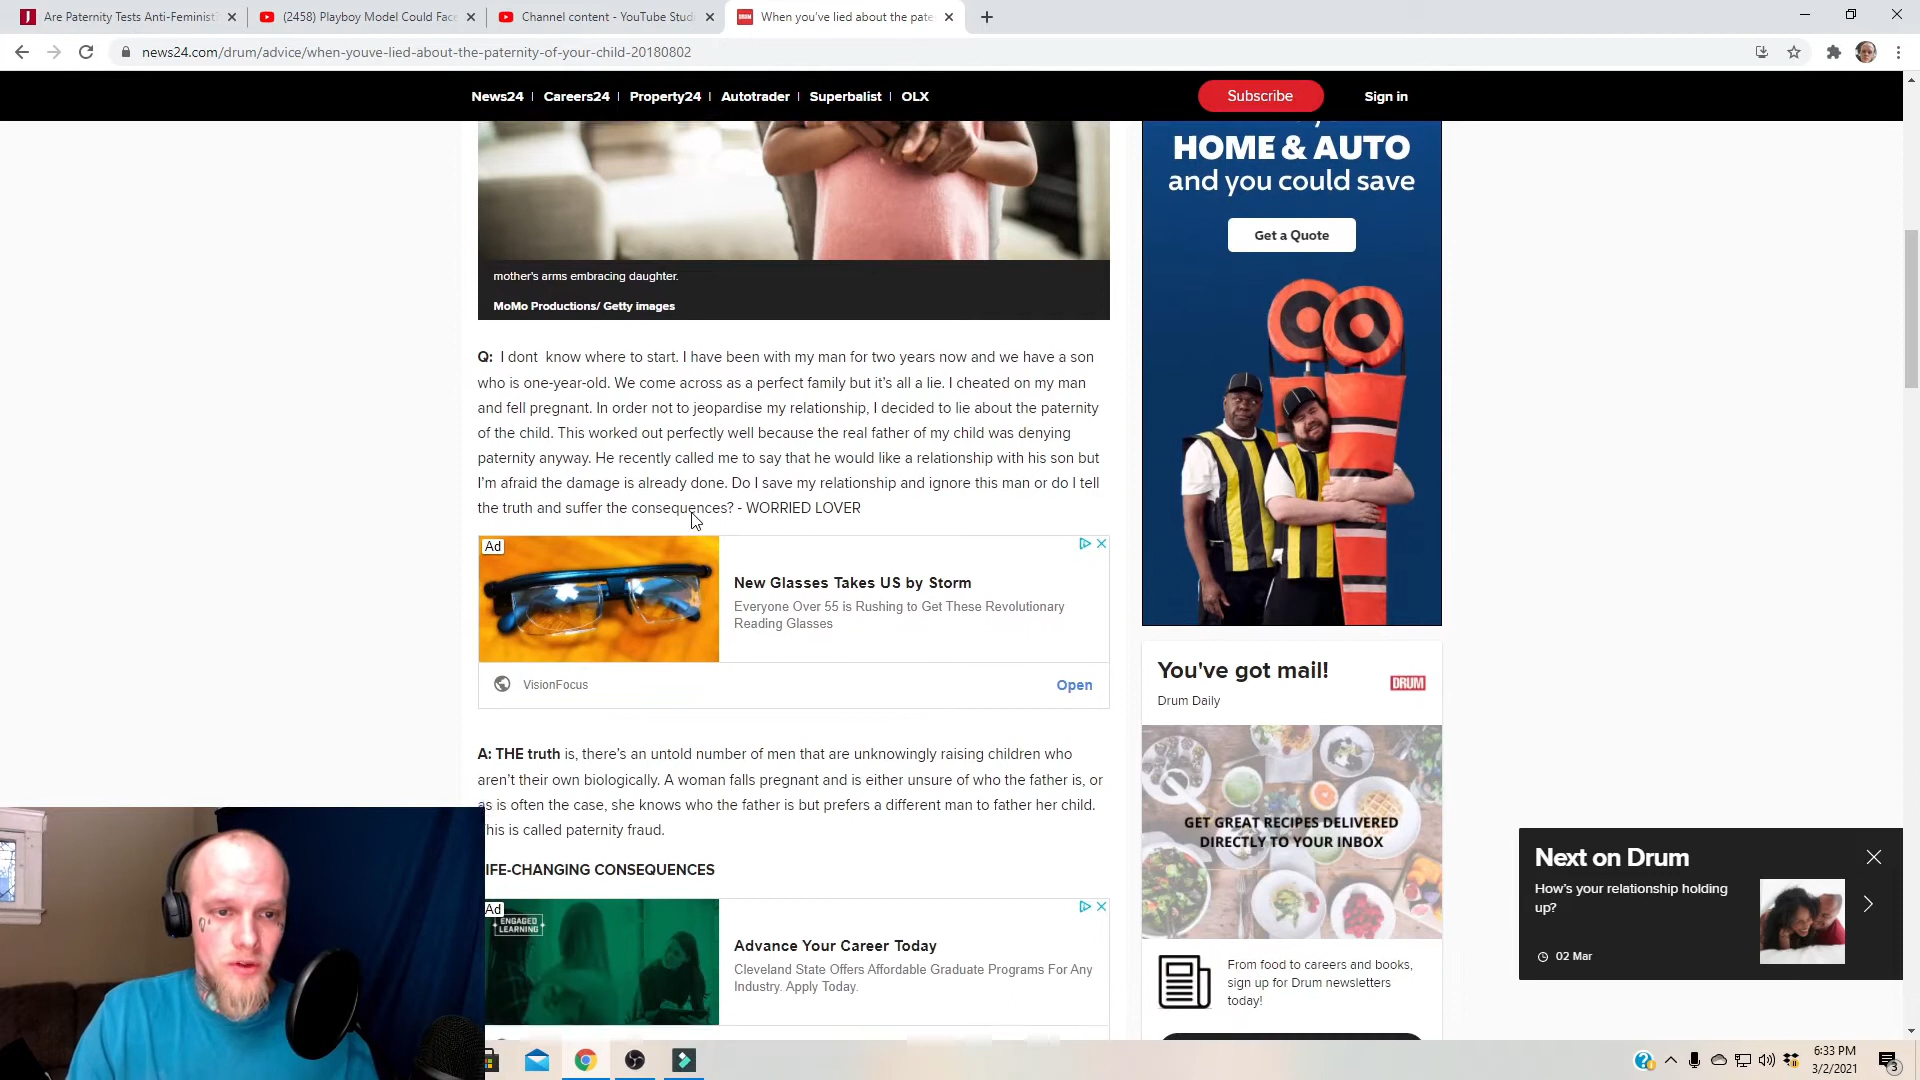 Are Paternity Tests Anti-Feminist
(2458) Playboy Model Could Face
Channel content - YouTube Studi
When you've lied about the pate
news24.com/drum/advice/when-youve-lied-about-the-paternity-of-your-child-20180802
News24 | Careers24 | Property24 | Autotrader | Superbalist | OLX
Subscribe
Sign in
mother's arms embracing daughter.
MoMo Productions/ Getty images
Q: I dont know where to start. I have been with my man for two years now and we have a son
who is one-year-old. We come across as a perfect family but it's all a lie. I cheated on my man
and fell pregnant. In order not to jeopardise my relationship, I decided to lie about the paternity
of the child. This worked out perfectly well because the real father of my child was denying
paternity anyway. He recently called me to say that he would like a relationship with his son but
I'm afraid the damage is already done. Do I save my relationship and ignore this man or do I tell
the truth and suffer the consequences? - WORRIED LOVER
Ad
New Glasses Takes US by Storm
Everyone Over 55 is Rushing to Get These Revolutionary
Reading Glasses
VisionFocus
Open
A: THE truth is, there's an untold number of men that are unknowingly raising children who
aren't their own biologically. A woman falls pregnant and is either unsure of who the father is, or
as is often the case, she knows who the father is but prefers a different man to father her child.
his is called paternity fraud.
IFE-CHANGING CONSEQUENCES
Ad
ENGAGED
LEARNING
Advance Your Career Today
Cleveland State Offers Affordable Graduate Programs For Any
Industry. Apply Today.
HOME & AUTO
and you could save
Get a Quote
You've got mail!
Drum Daily
DRUM
GET GREAT RECIPES DELIVERED
DIRECTLY TO YOUR INBOX
From food to careers and books,
sign up for Drum newsletters
today!
Next on Drum
How's your relationship holding
up?
02 Mar
6:33 PM
3/2/2021
3